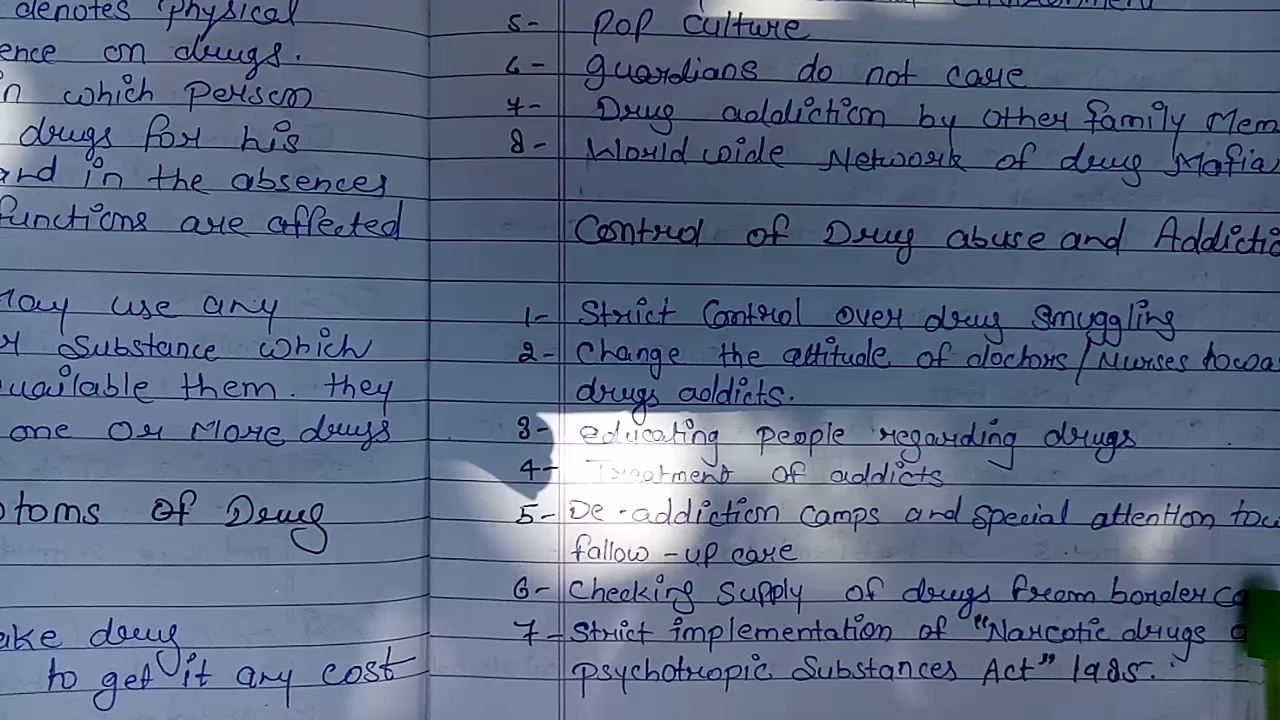 denotes physical
ence on drugs.
n which person
drugs for his
and in the absences
functions are affected
may use any
r substance which
vailable them. they
one or More drugs
toms of Drug
ake drug
to get it any cost
5- Pop culture
6- guardians do not care
7- Drug addiction by other family Mem
8- World wide Network of drug Mafia
Control of Drug abuse and Addictio
1- Strict Control over drug smuggling
2- Change the attitude of doctors/Nurses towa
drugs addicts.
3- educating people regarding drugs
4- Treatment of addicts
5- De-addiction camps and special attention tow
fallow-up care
6- Checking supply of drugs fream border
7- Strict implementation of "Narcotic drugs
psychotropic Substances Act" 1985.